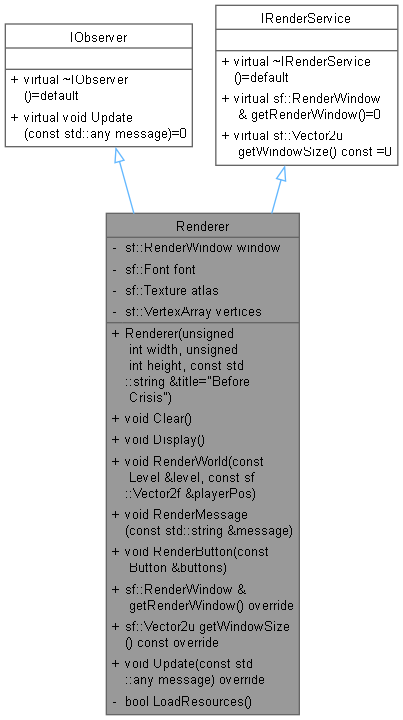 IObserver
+ virtual ~IObserver
()=default
+ virtual void Update
(const std::any message)=0
IRenderService
+ virtual ~IRenderService
()=default
+ virtual sf::RenderWindow
& getRenderWindow()=0
+ virtual sf::Vector2u
getWindowSize() const =0
Renderer
- sf::RenderWindow window
- sf::Font font
- sf::Texture atlas
- sf::VertexArray vertices
+ Renderer(unsigned
int width, unsigned
int height, const std
::string &title="Before
Crisis")
+ void Clear()
+ void Display()
+ void RenderWorld(const
Level &level, const sf
::Vector2f &playerPos)
+ void RenderMessage
(const std::string &message)
+ void RenderButton(const
Button &buttons)
+ sf::RenderWindow &
getRenderWindow() override
+ sf::Vector2u getWindowSize
() const override
+ void Update(const std
::any message) override
- bool LoadResources()